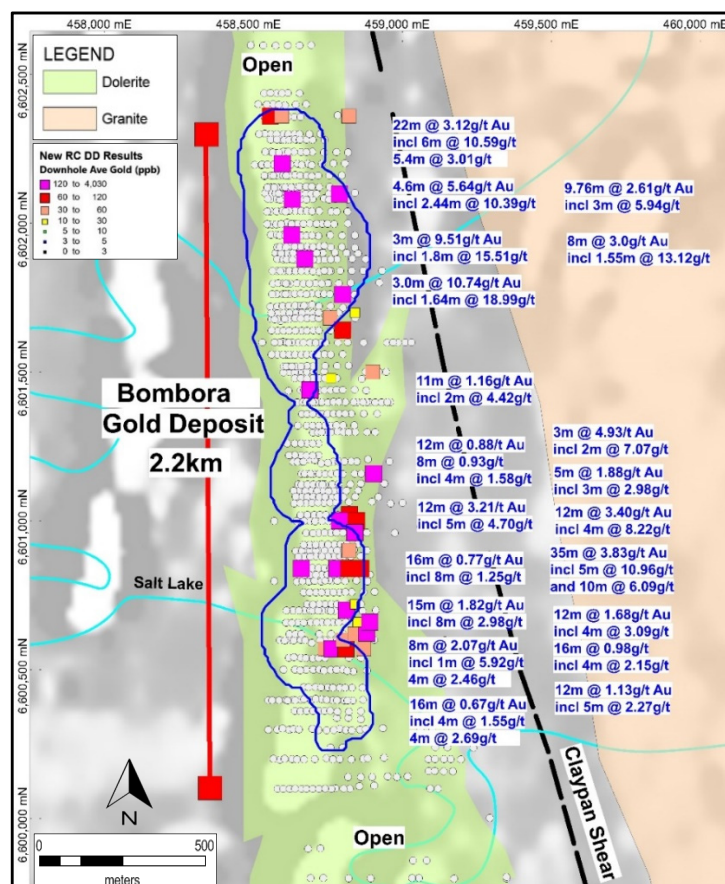 458,000 mE
458,500 mE
459,000 mE
459,500 mE
460,000 mE
6,602,500 mN
6,602,000 mN
6,601,500 mN
6,601,000 mN
6,600,500 mN
6,600,000 mN
LEGEND
Dolerite
Granite
New RC DD Results
Downhole Ave Gold (ppb)
120 to 4,030
60 to 120
30 to 60
10 to 30
5 to 10
3 to 5
0 to 3
Open
22m @ 3.12g/t Au
incl 6m @ 10.59g/t
5.4m @ 3.01g/t
4.6m @ 5.64g/t Au
incl 2.44m @ 10.39g/t
9.76m @ 2.61g/t Au
incl 3m @ 5.94g/t
3m @ 9.51g/t Au
incl 1.8m @ 15.51g/t
8m @ 3.0g/t Au
incl 1.55m @ 13.12g/t
3.0m @ 10.74g/t Au
incl 1.64m @ 18.99g/t
Bombora
Gold Deposit
2.2km
11m @ 1.16g/t Au
incl 2m @ 4.42g/t
12m @ 0.88g/t Au
8m @ 0.93g/t
incl 4m @ 1.58g/t
3m @ 4.93/t Au
incl 2m @ 7.07g/t
5m @ 1.88g/t Au
incl 3m @ 2.98g/t
12m @ 3.21g/t Au
incl 5m @ 4.70g/t
12m @ 3.40g/t Au
incl 4m @ 8.22g/t
16m @ 0.77g/t Au
incl 8m @ 1.25g/t
35m @ 3.83g/t Au
incl 5m @ 10.96g/t
and 10m @ 6.09g/t
Salt Lake
15m @ 1.82g/t Au
incl 8m @ 2.98g/t
12m @ 1.68g/t Au
incl 4m @ 3.09g/t
16m @ 0.98g/t
incl 4m @ 2.15g/t
8m @ 2.07g/t Au
incl 1m @ 5.92g/t
4m @ 2.46g/t
16m @ 0.67g/t Au
incl 4m @ 1.55g/t
4m @ 2.69g/t
12m @ 1.13g/t Au
incl 5m @ 2.27g/t
Claypan Shear
Open
N
0
500
meters